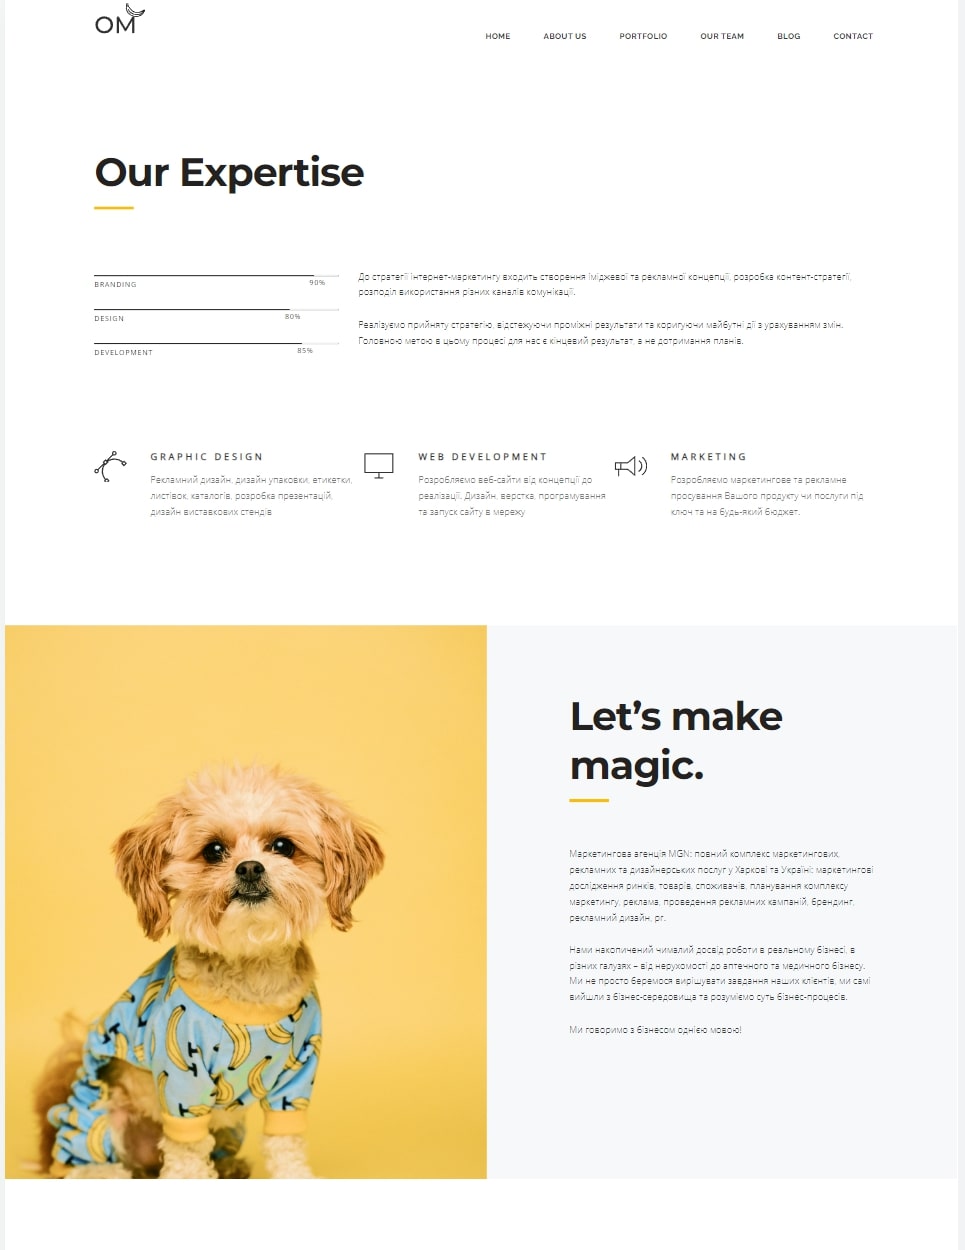 OM
HOME ABOUT US PORTFOLIO OUR TEAM BLOG CONTACT
Our Expertise
90%
BRANDING
80%
DESIGN
85%
DEVELOPMENT
До стратегії інтернет-маркетингу входить створення іміджевої та рекламної концепції, розробка контент-стратегії,
розподіл використання різних каналів комунікації.
Реалізуємо прийняту стратегію, відстежуючи проміжні результати та коригуючи майбутні дії з урахуванням змін.
Головною метою в цьому процесі для нас є кінцевий результат, а не дотримання планів.
GRAPHIC DESIGN
Рекламний дизайн, дизайн упаковки, етикетки,
листівок, каталогів, розробка презентацій,
дизайн виставкових стендів
WEB DEVELOPMENT
Розробляємо веб-сайти від концепції до
реалізації. Дизайн, верстка, програмування
та запуск сайту в мережу
MARKETING
Розробляємо маркетингове та рекламне
просування Вашого продукту чи послуги під
ключ та на будь-який бюджет.
Let's make
magic.
Маркетингова агенція MGN: повний комплекс маркетингових,
рекламних та дизайнерських послуг у Харкові та Україні: маркетингові
дослідження ринків, товарів, споживачів, планування комплексу
маркетингу, реклама, проведення рекламних кампаній, брендинг,
рекламний дизайн, pr.
Нами накопичений чималий досвід роботи в реальному бізнесі, в
різних галузях – від нерухомості до аптечного та медичного бізнесу.
Ми не просто беремося вирішувати завдання наших клієнтів, ми самі
вийшли з бізнес-середовища та розуміємо суть бізнес-процесів.
Ми говоримо з бізнесом однією мовою!